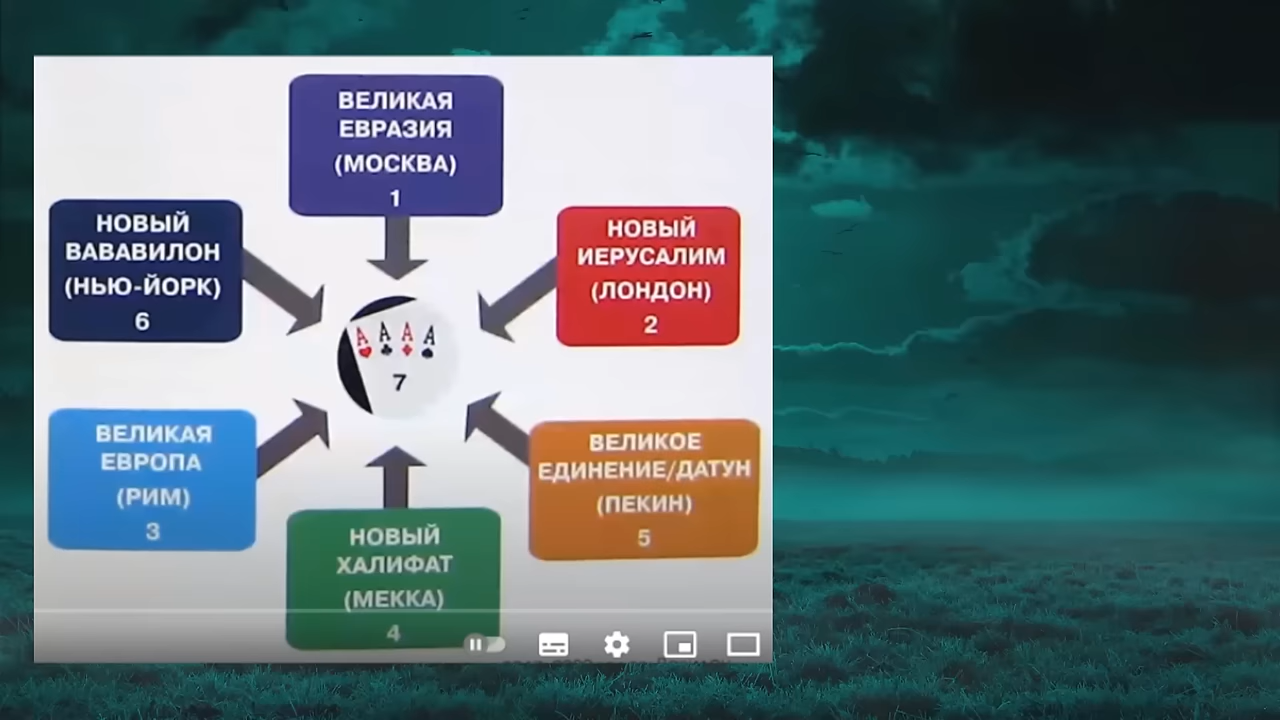 ВЕЛИКАЯ
ЕВРАЗИЯ
(МОСКВА)
1
НОВЫЙ
ВАВАВИЛОН
(НЬЮ-ЙОРК)
6
НОВЫЙ
ИЕРУСАЛИМ
(ЛОНДОН)
2
A A A A
7
ВЕЛИКАЯ
ЕВРОПА
(РИМ)
3
ВЕЛИКОЕ
ЕДИНЕНИЕ/ДАТУН
(ПЕКИН)
5
НОВЫЙ
ХАЛИФАТ
(МЕККА)
4